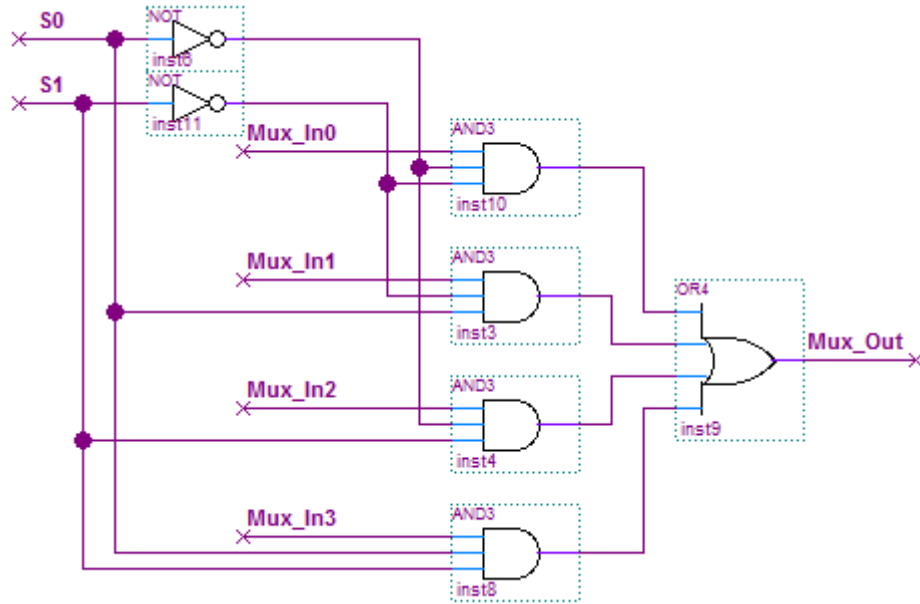 S0
NOT
inst6
S1
NOT
inst11
Mux_In0
AND3
inst10
Mux_In1
AND3
inst3
OR4
Mux_Out
inst9
Mux_In2
AND3
inst4
Mux_In3
AND3
inst8